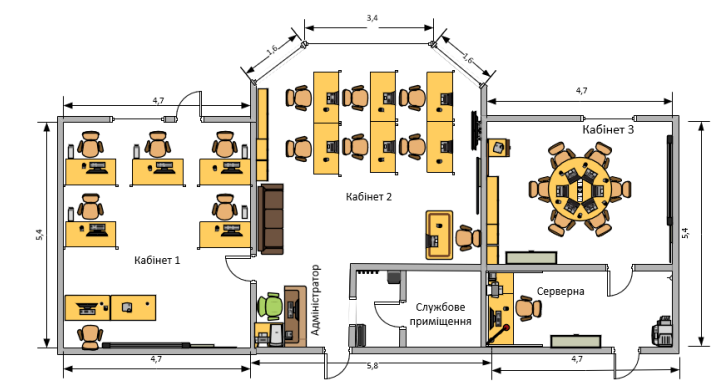 3,4
1,6
1,6
4,7
4,7
Кабінет 3
5,4
Кабінет 2
5,4
Кабінет 1
Адміністратор
Серверна
Службове
приміщення
4,7
5,8
4,7